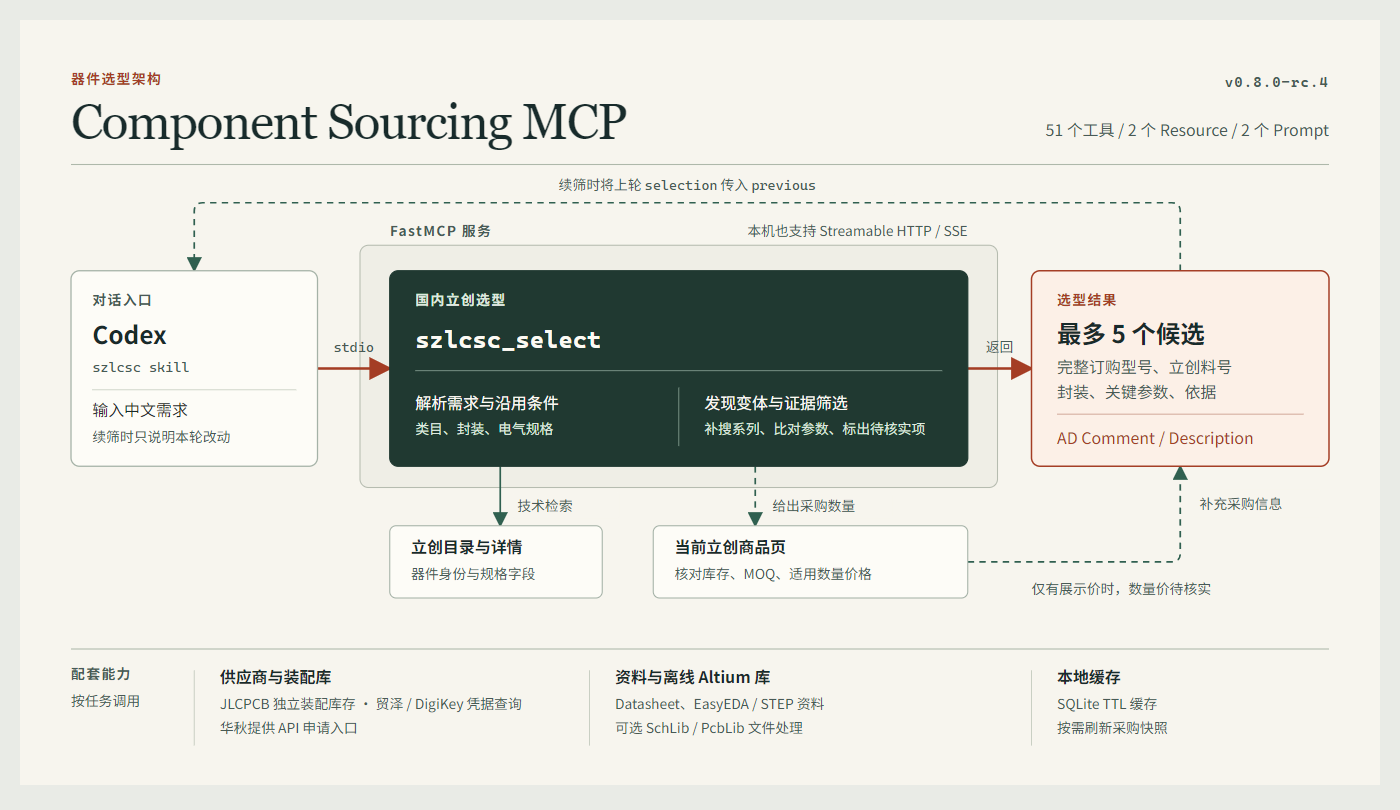 器件选型架构
Component Sourcing MCP
v0.8.0-rc.4
51 个工具 / 2 个 Resource / 2 个 Prompt
续筛时将上轮 selection 传入 previous
FastMCP 服务
本机也支持 Streamable HTTP / SSE
对话入口
Codex
szlcsc skill
输入中文需求
续筛时只说明本轮改动
stdio
国内立创选型
szlcsc_select
解析需求与沿用条件
类目、封装、电气规格
发现变体与证据筛选
补搜系列、比对参数、标出待核实项
返回
选型结果
最多 5 个候选
完整订购型号、立创料号
封装、关键参数、依据
AD Comment / Description
技术检索
给出采购数量
补充采购信息
立创目录与详情
器件身份与规格字段
当前立创商品页
核对库存、MOQ、适用数量价格
仅有展示价时，数量价待核实
配套能力
按任务调用
供应商与装配库
JLCPCB 独立装配库存 · 贸泽 / DigiKey 凭据查询
华秋提供 API 申请入口
资料与离线 Altium 库
Datasheet、EasyEDA / STEP 资料
可选 SchLib / PcbLib 文件处理
本地缓存
SQLite TTL 缓存
按需刷新采购快照